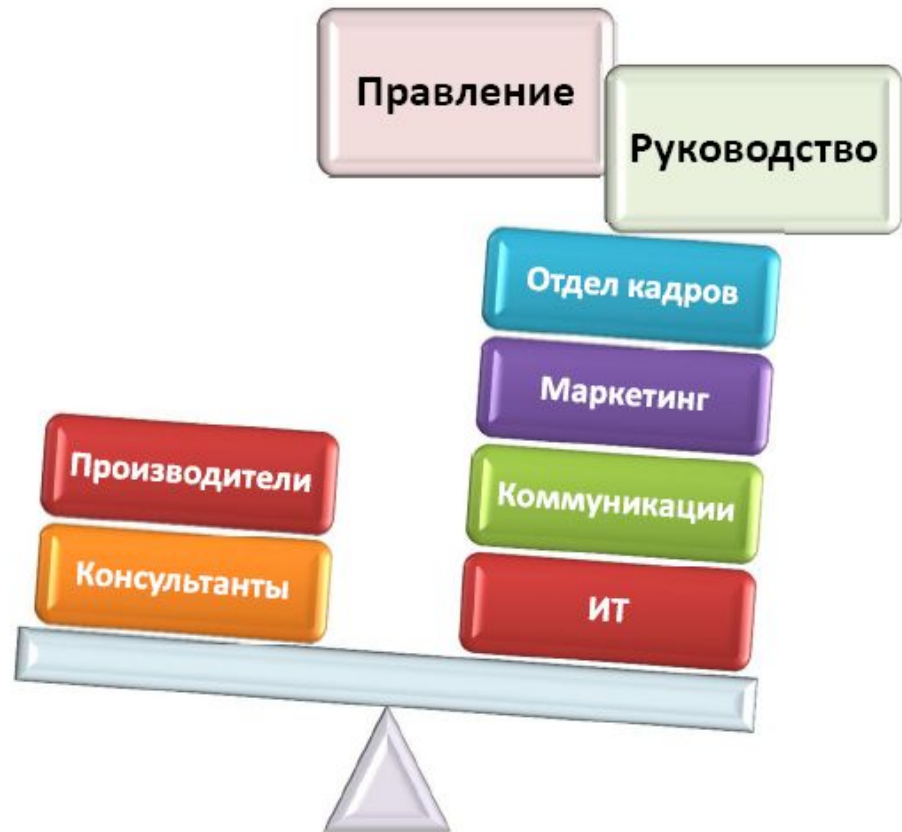 Правление
Руководство
Отдел кадров
Маркетинг
Коммуникации
ИТ
Производители
Консультанты